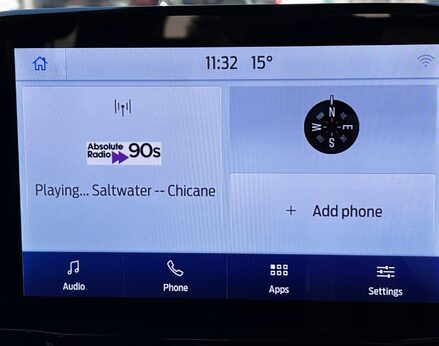 11:32 15°
Absolute
Radio 90s
Playing... Saltwater -- Chicane
N
W E
S
+ Add phone
Audio Phone Apps Settings